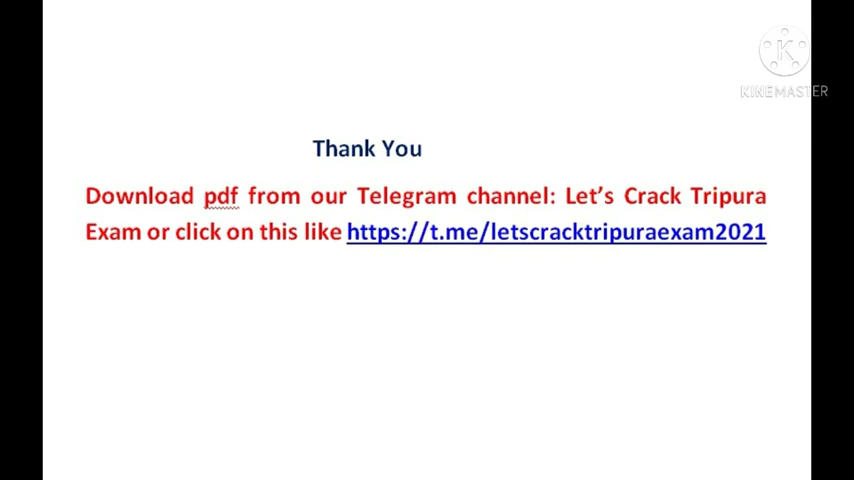 K
KINEMASTER
Thank You
Download pdf from our Telegram channel: Let's Crack Tripura
Exam or click on this like https://t.me/letscracktripuraexam2021